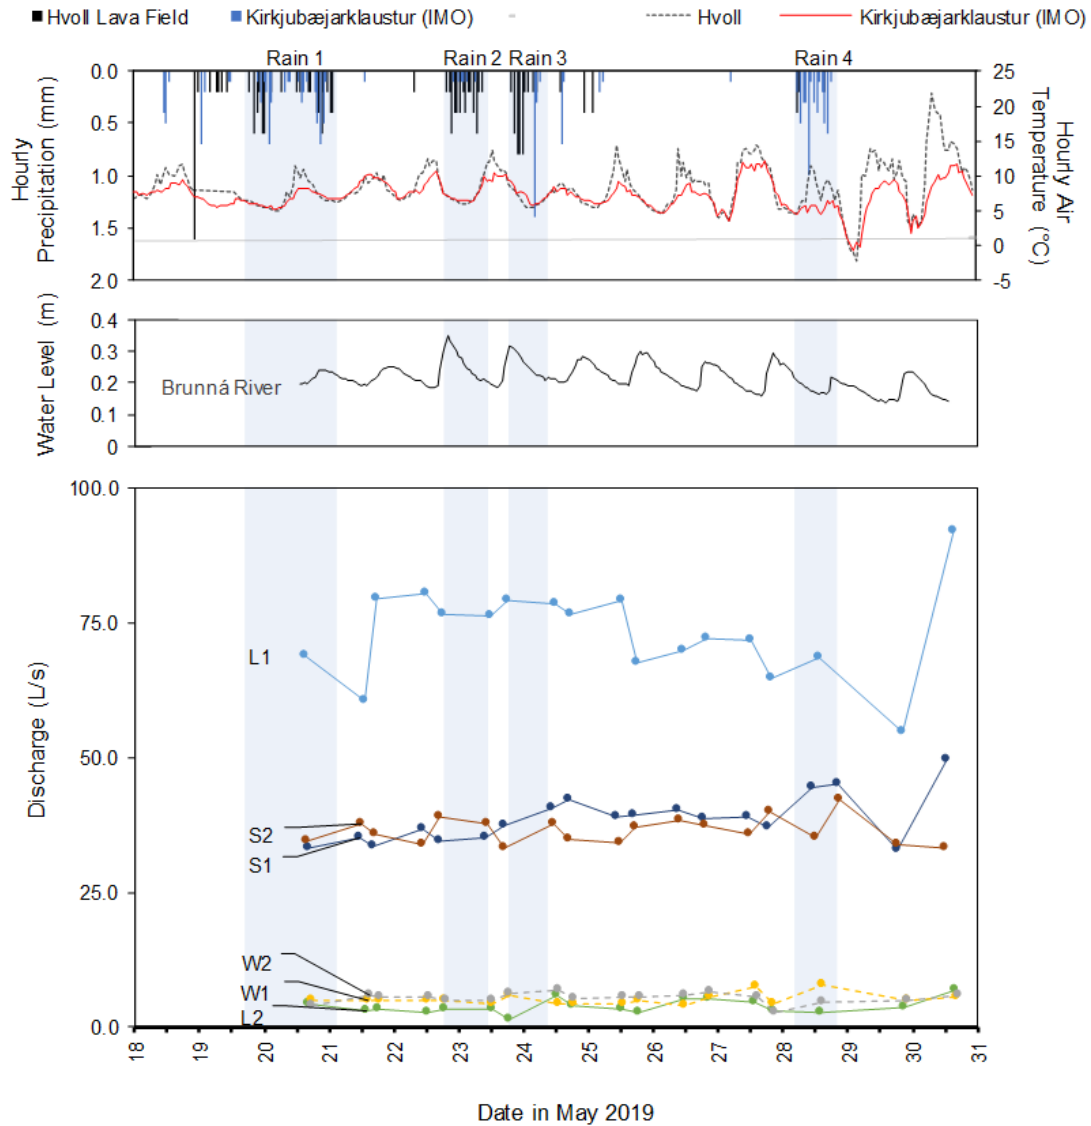 Hvoll Lava Field Kirkjubæjarklaustur (IMO) Hvoll Kirkjubæjarklaustur (IMO)
Rain 1 Rain 2 Rain 3 Rain 4
Hourly
Precipitation (mm)
0.0
0.5
1.0
1.5
2.0
25
20
15
10
5
0
-5
Hourly Air
Temperature (°C)
Water Level (m)
0.4
0.3
0.2
0.1
0
Brunná River
Discharge (L/s)
100.0
75.0
50.0
25.0
0.0
L1
S2
S1
W2
W1
L2
18 19 20 21 22 23 24 25 26 27 28 29 30 31
Date in May 2019